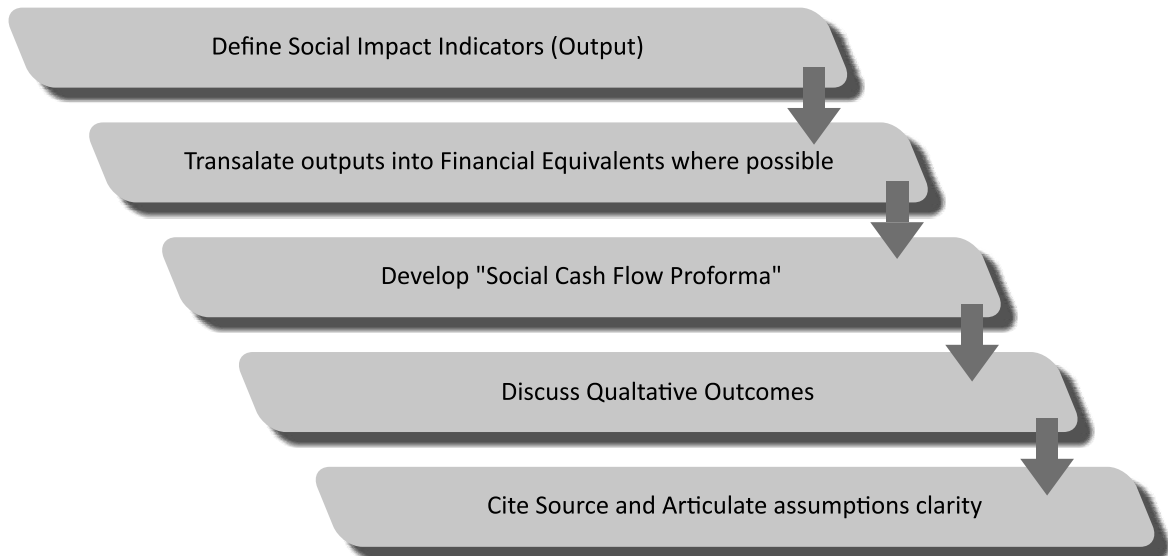 Define Social Impact Indicators (Output)
Transalate outputs into Financial Equivalents where possible
Develop "Social Cash Flow Proforma"
Discuss Qualtative Outcomes
Cite Source and Articulate assumptions clarity